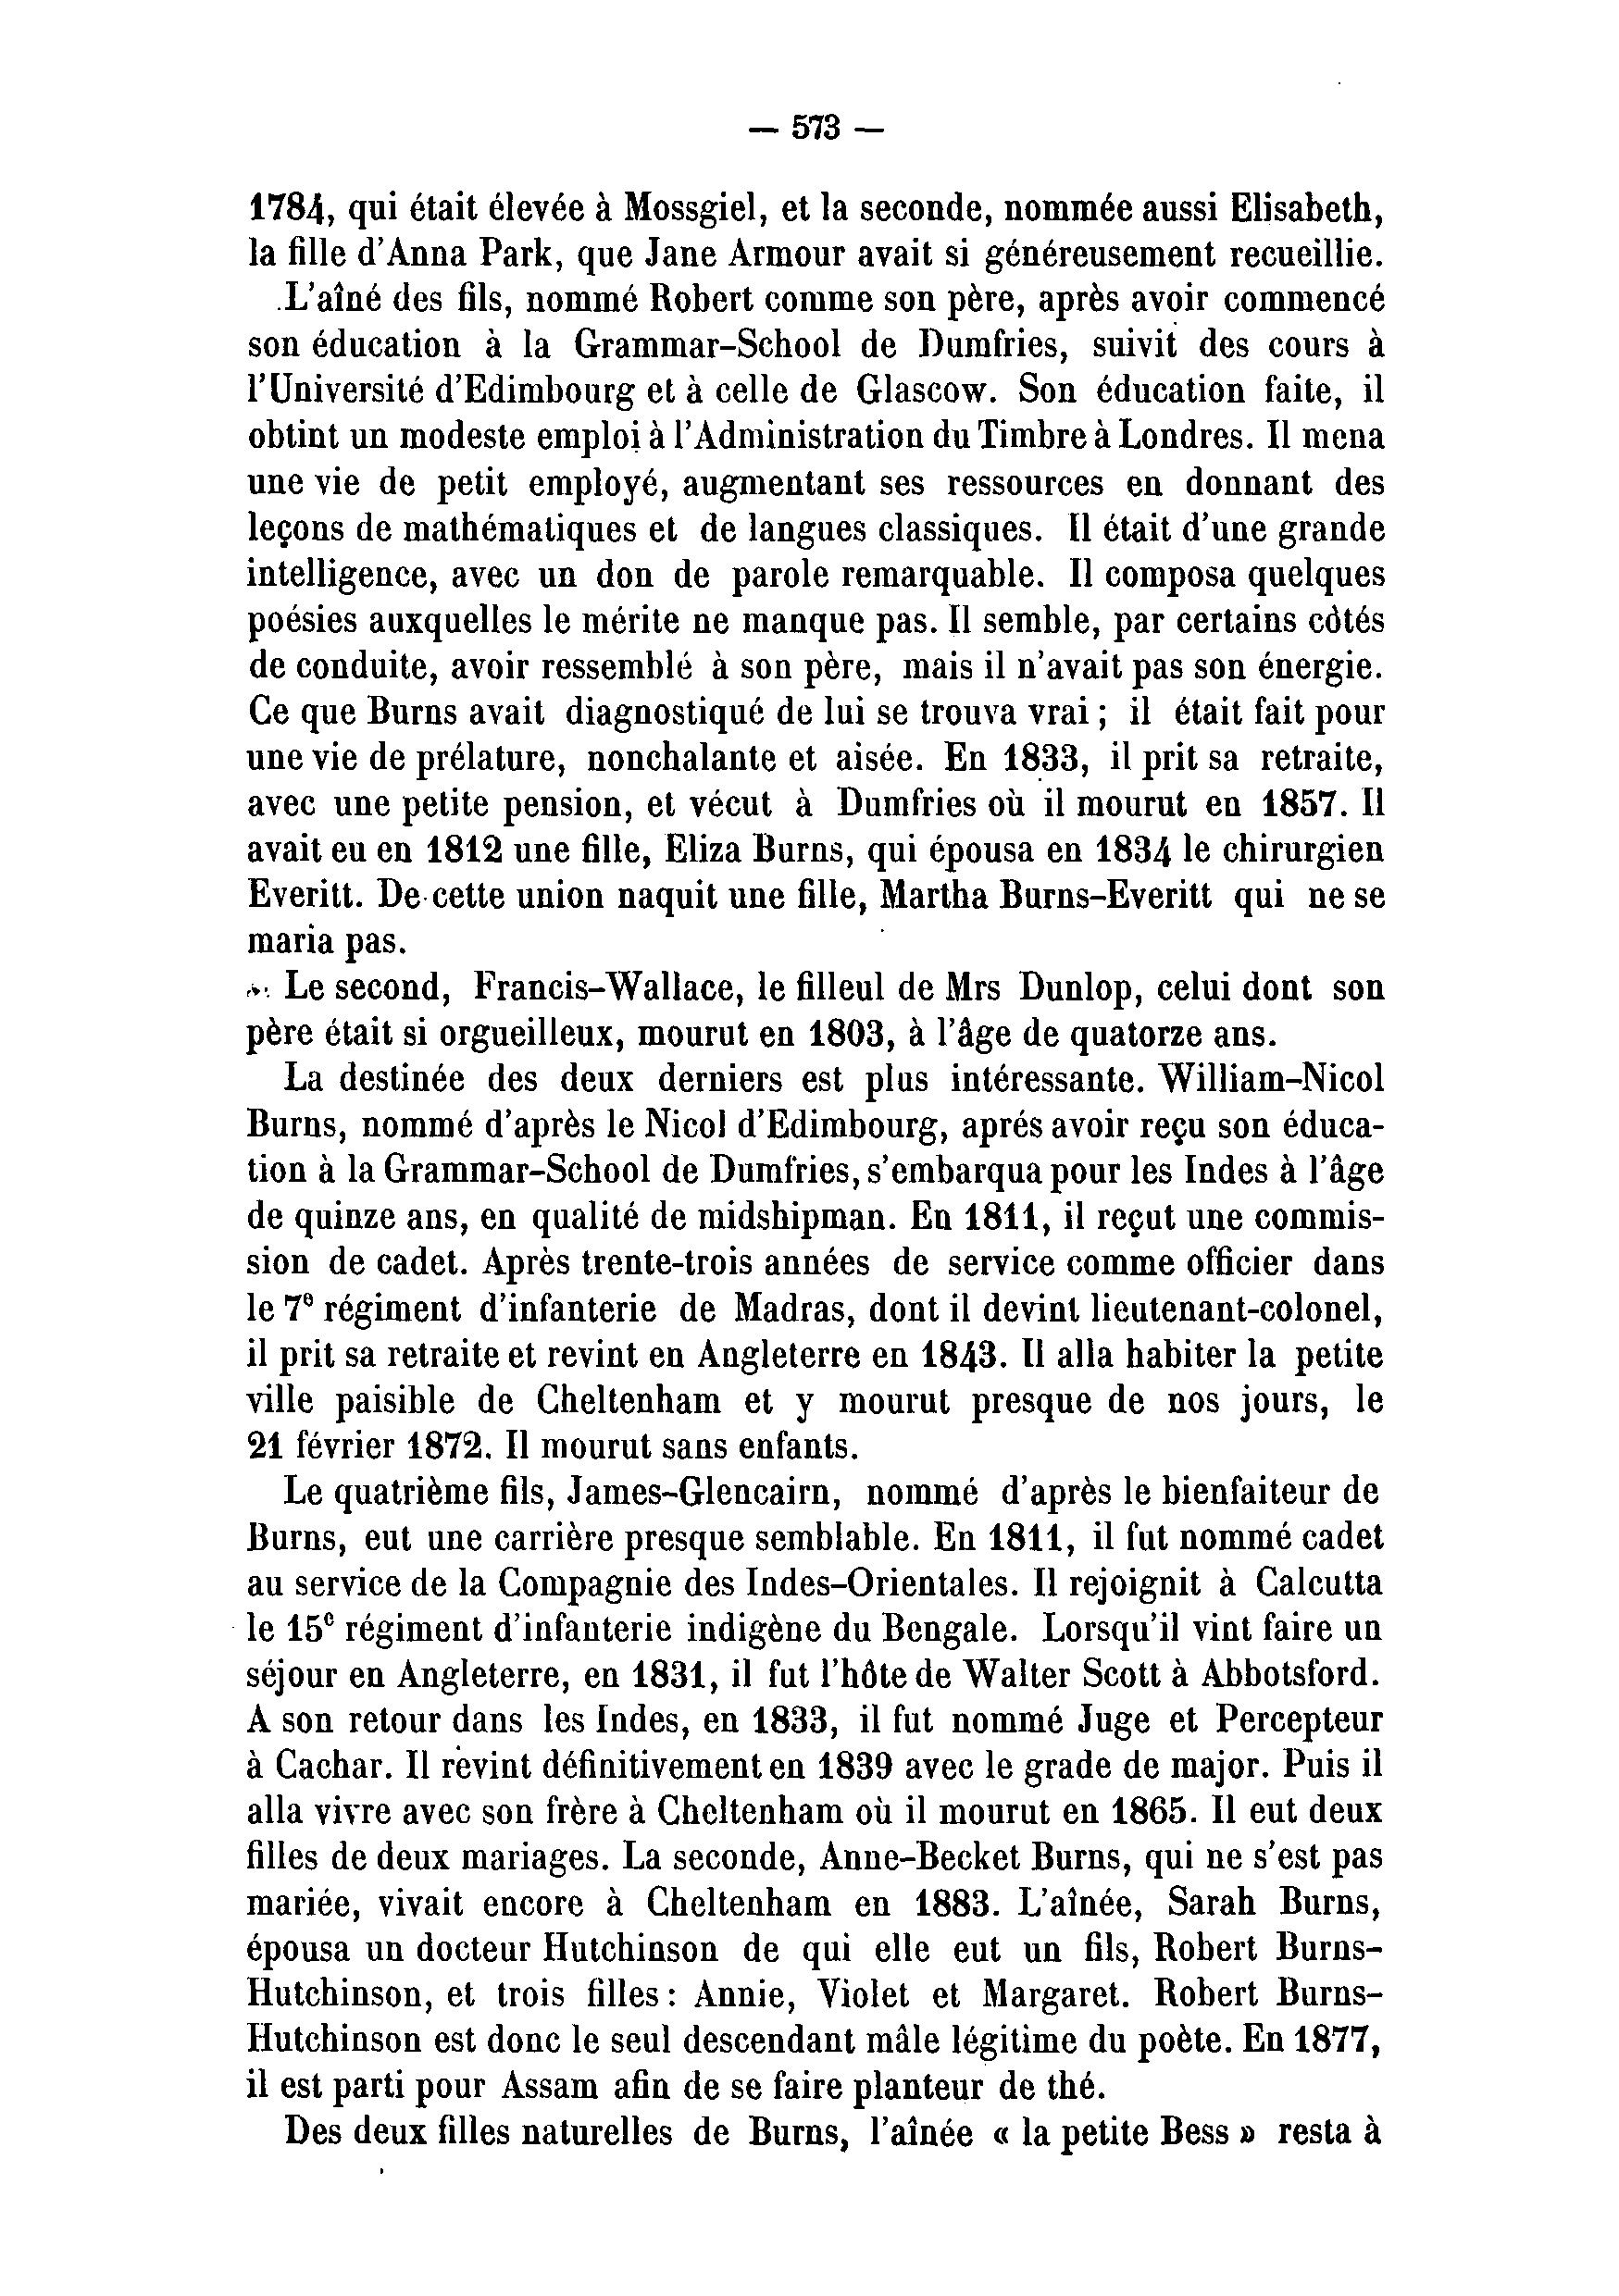 — 573 —
1784, qui était élevée à Mossgiel, et la seconde, nommée aussi Elisabeth,
la fille d'Anna Park, que Jane Armour avait si généreusement recueillie.
L'aîné des fils, nommé Robert comme son père, après avoir commencé
son éducation à la Grammar-School de Dumfries, suivit des cours à
l'Université d'Edimbourg et à celle de Glascow. Son éducation faite, il
obtint un modeste emploi à l'Administration du Timbre à Londres. Il mena
une vie de petit employé, augmentant ses ressources en donnant des
leçons de mathématiques et de langues classiques. Il était d'une grande
intelligence, avec un don de parole remarquable. Il composa quelques
poésies auxquelles le mérite ne manque pas. Il semble, par certains côtés
de conduite, avoir ressemblé à son père, mais il n'avait pas son énergie.
Ce que Burns avait diagnostiqué de lui se trouva vrai ; il était fait pour
une vie de prélature, nonchalante et aisée. En 1833, il prit sa retraite,
avec une petite pension, et vécut à Dumfries où il mourut en 1857. Il
avait eu en 1812 une fille, Eliza Burns, qui épousa en 1834 le chirurgien
Everitt. De cette union naquit une fille, Martha Burns-Everitt qui ne se
maria pas.
Le second, Francis-Wallace, le filleul de Mrs Dunlop, celui dont son
père était si orgueilleux, mourut en 1803, à l'âge de quatorze ans.
La destinée des deux derniers est plus intéressante. William-Nicol
Burns, nommé d'après le Nicol d'Edimbourg, aprés avoir reçu son éduca-
tion à la Grammar-School de Dumfries, s'embarqua pour les Indes à l'âge
de quinze ans, en qualité de midshipman. En 1811, il reçut une commis-
sion de cadet. Après trente-trois années de service comme officier dans
le 7e régiment d'infanterie de Madras, dont il devint lieutenant-colonel,
il prit sa retraite et revint en Angleterre en 1843. Il alla habiter la petite
ville paisible de Cheltenham et y mourut presque de nos jours, le
21 février 1872. Il mourut sans enfants.
Le quatrième fils, James-Glencairn, nommé d'après le bienfaiteur de
Burns, eut une carrière presque semblable. En 1811, il fut nommé cadet
au service de la Compagnie des Indes-Orientales. Il rejoignit à Calcutta
le 15e régiment d'infanterie indigène du Bengale. Lorsqu'il vint faire un
séjour en Angleterre, en 1831, il fut l'hôte de Walter Scott à Abbotsford.
A son retour dans les Indes, en 1833, il fut nommé Juge et Percepteur
à Cachar. Il revint définitivement en 1839 avec le grade de major. Puis il
alla vivre avec son frère à Cheltenham où il mourut en 1865. Il eut deux
filles de deux mariages. La seconde, Anne-Becket Burns, qui ne s'est pas
mariée, vivait encore à Cheltenham en 1883. L'aînée, Sarah Burns,
épousa un docteur Hutchinson de qui elle eut un fils, Robert Burns-
Hutchinson, et trois filles : Annie, Violet et Margaret. Robert Burns-
Hutchinson est donc le seul descendant mâle légitime du poète. En 1877,
il est parti pour Assam afin de se faire planteur de thé.
Des deux filles naturelles de Burns, l'aînée « la petite Bess » resta à